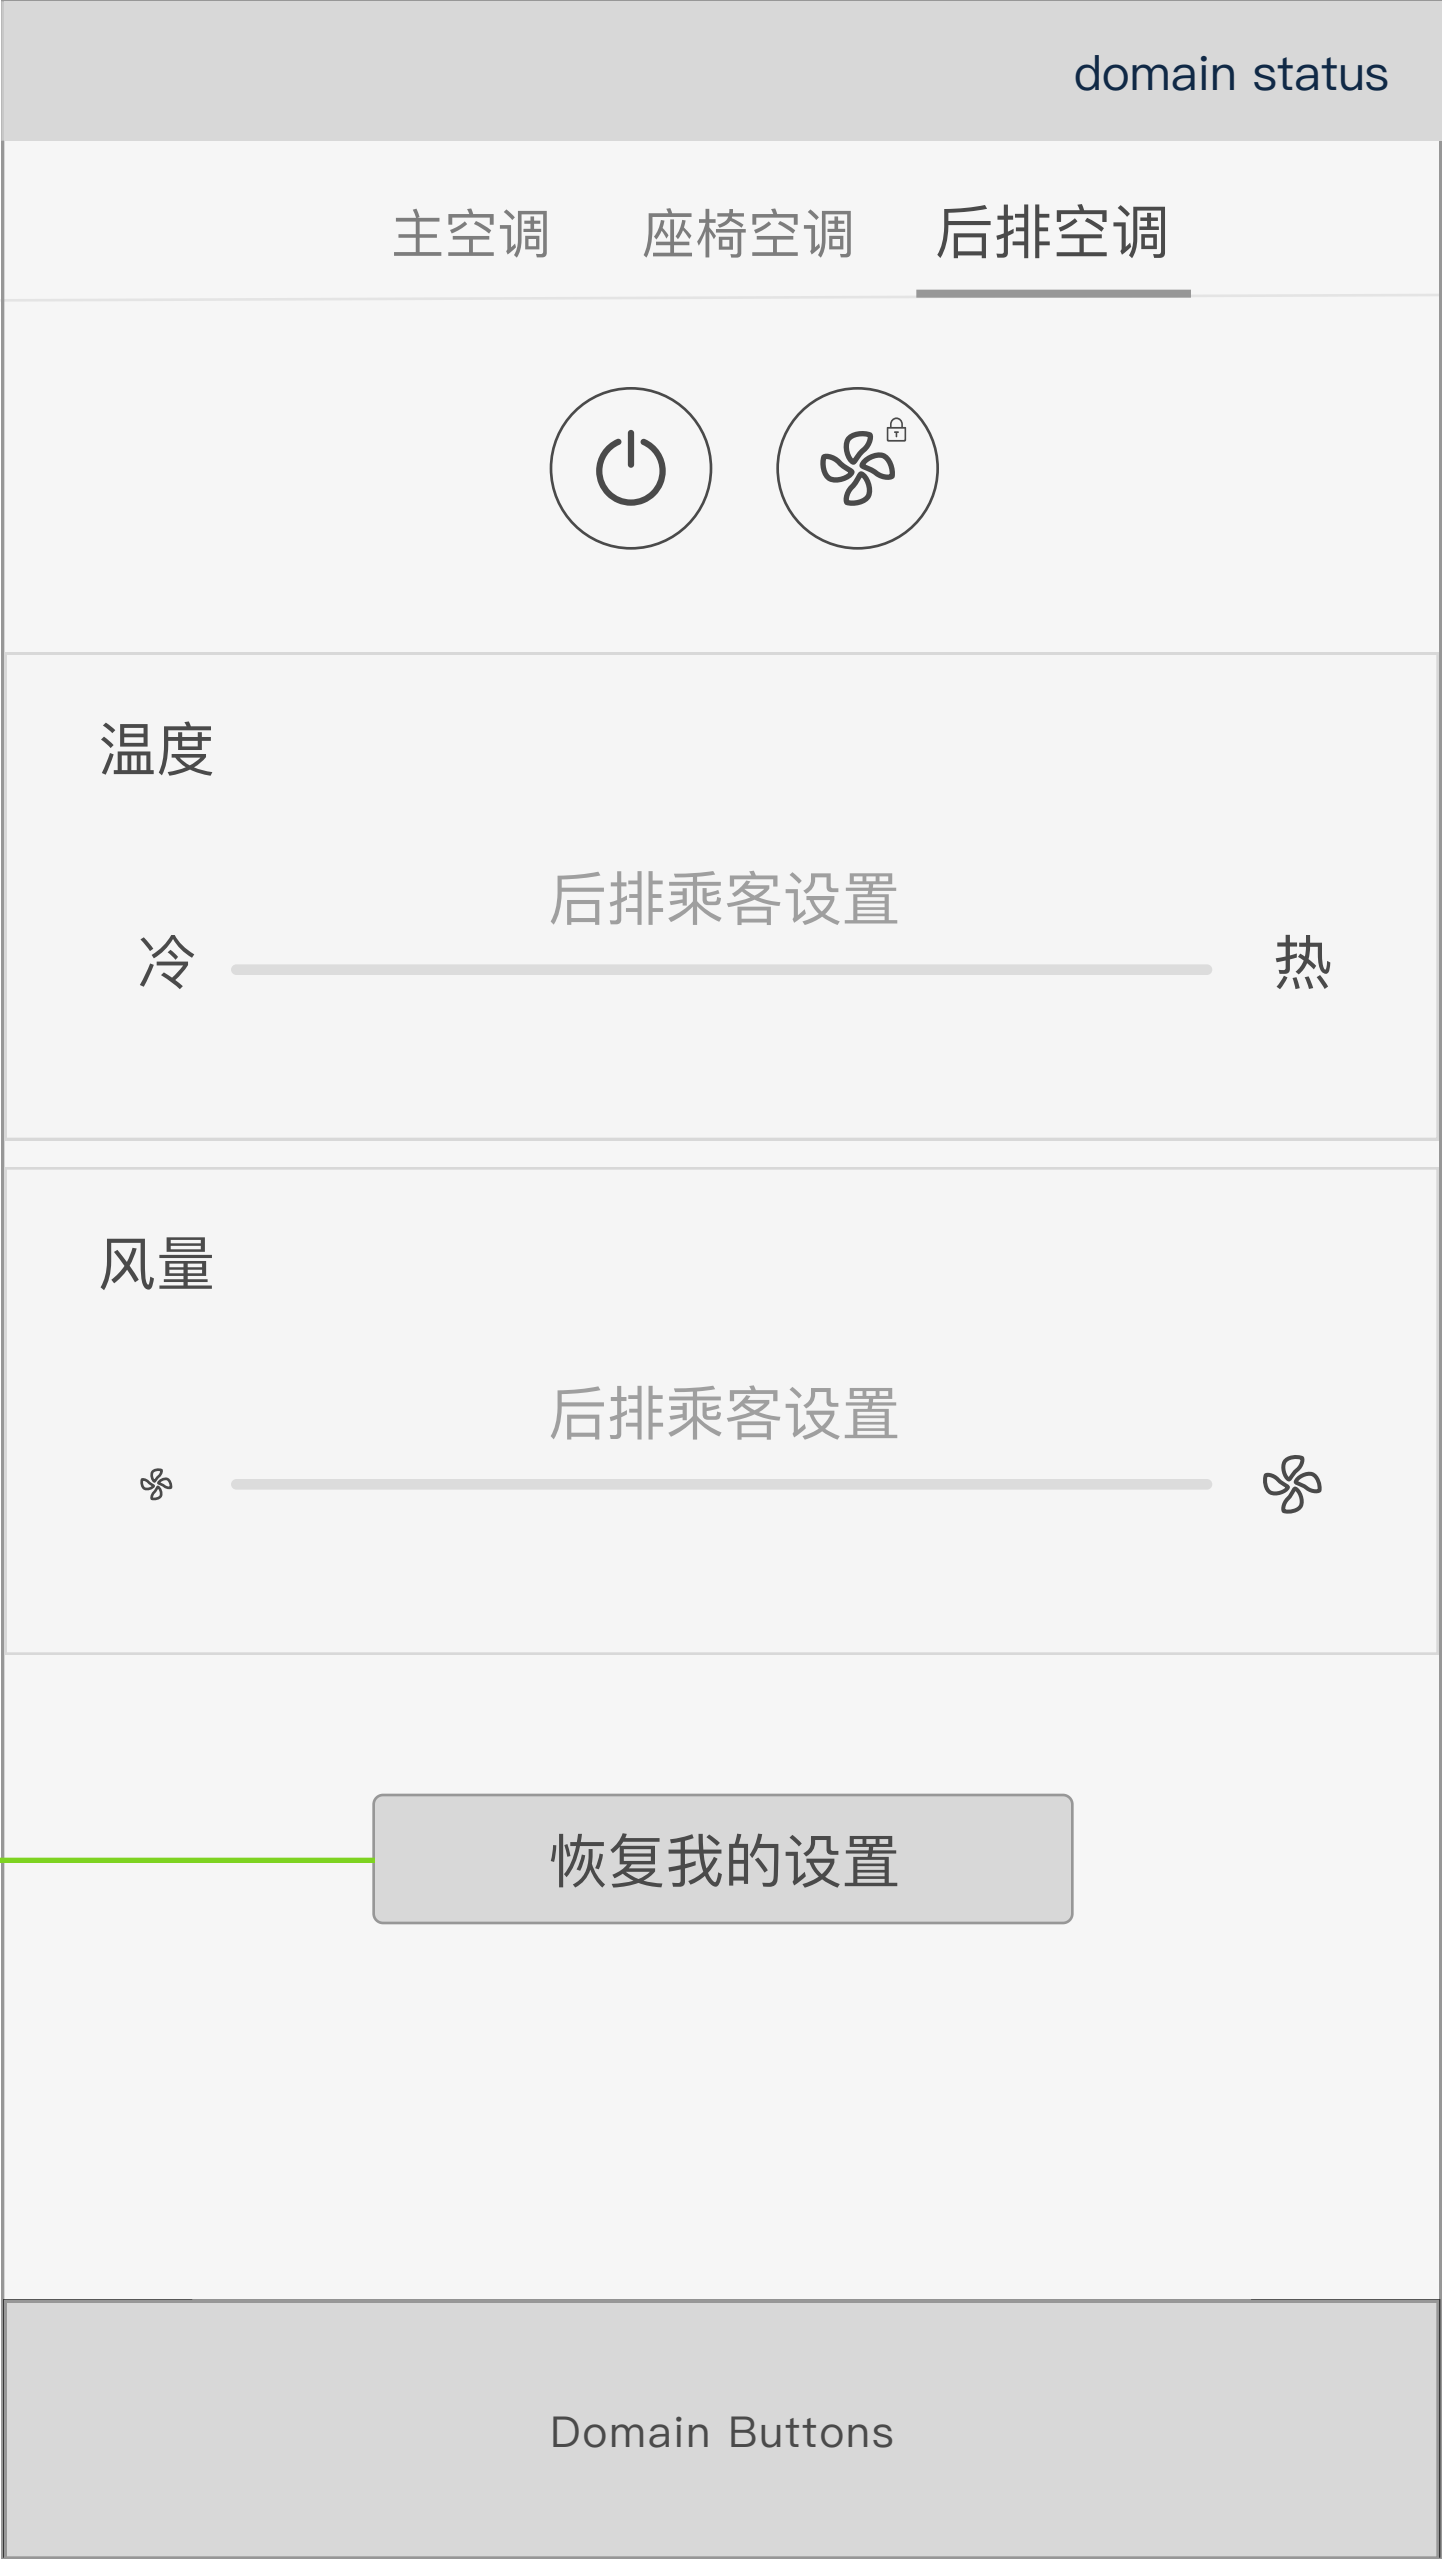 domain status
主空调 座椅空调 后排空调
温度
后排乘客设置
冷 热
风量
后排乘客设置
恢复我的设置
Domain Buttons